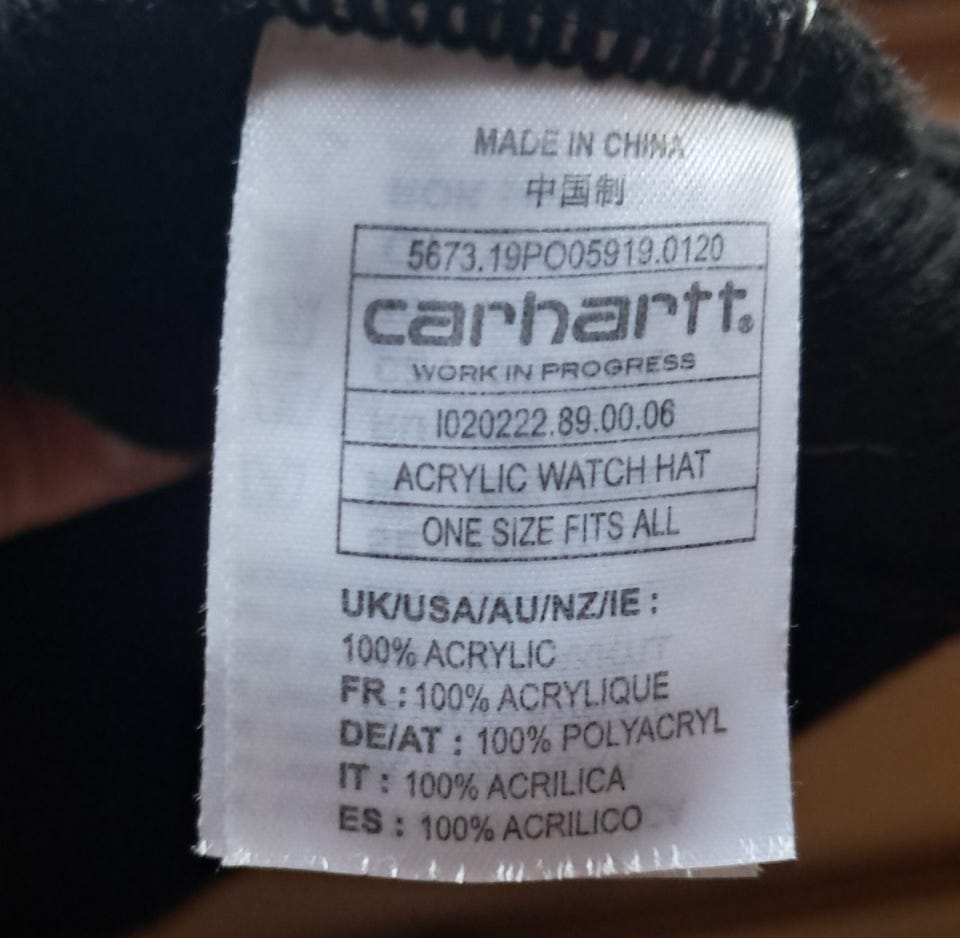 MADE IN CHINA
中国制
5673.19PO05919.0120
carhartt®
WORK IN PROGRESS
I020222.89.00.06
ACRYLIC WATCH HAT
ONE SIZE FITS ALL
UK/USA/AU/NZ/IE :
100% ACRYLIC
FR : 100% ACRYLIQUE
DE/AT : 100% POLYACRYL
IT : 100% ACRILICA
ES : 100% ACRILICO